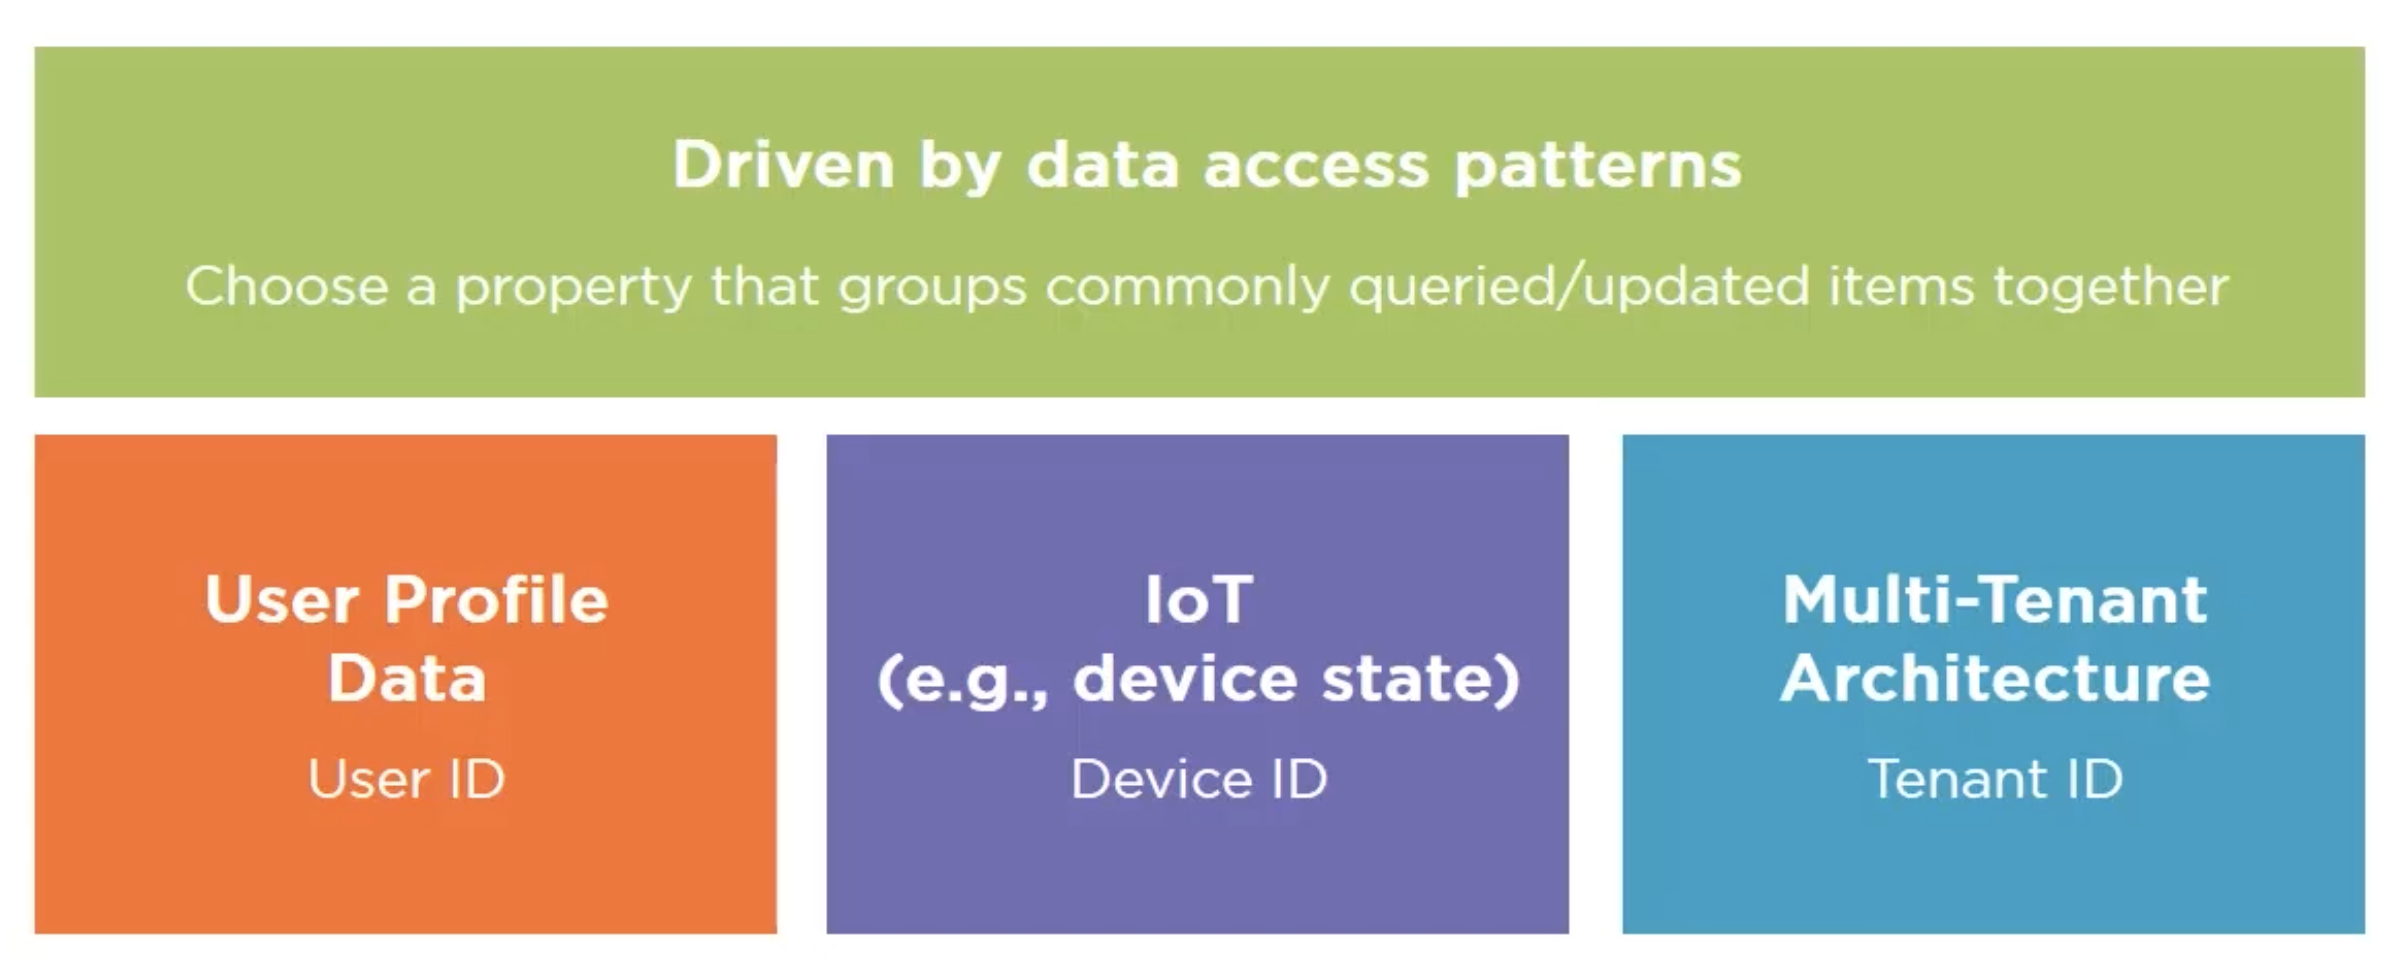 Driven by data access patterns
Choose a property that groups commonly queried/updated items together
User Profile
Data
User ID
IoT
(e.g., device state)
Device ID
Multi-Tenant
Architecture
Tenant ID